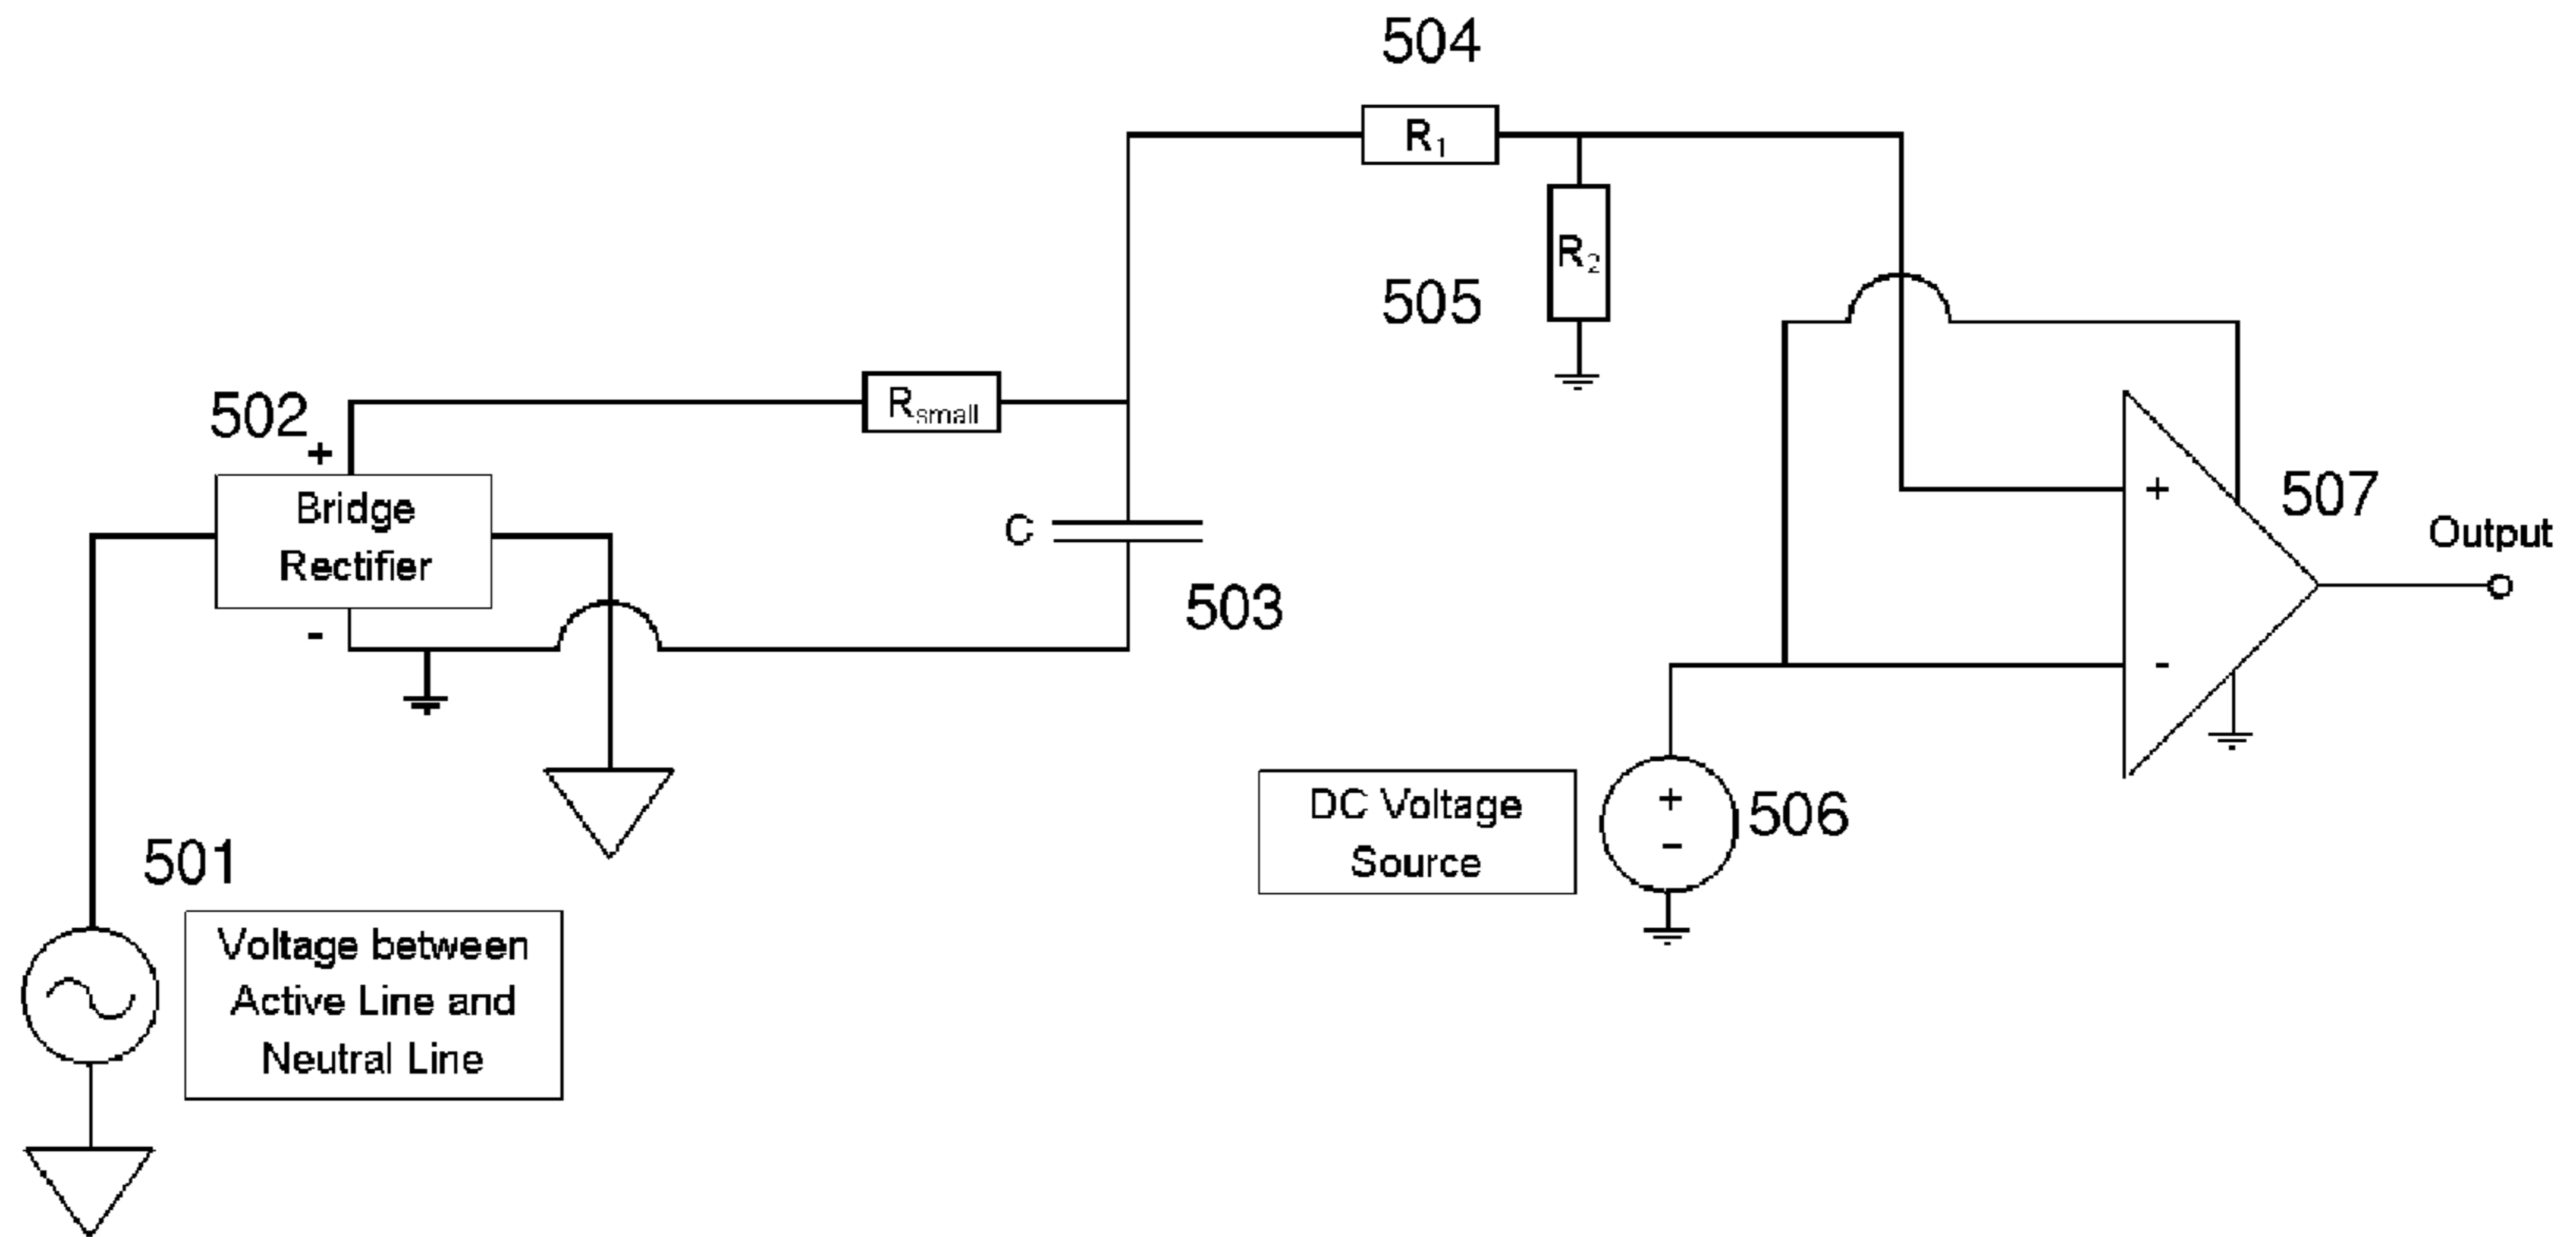 504
R₁
R₂
505
502
+
Rsmall
Bridge
Rectifier
-
C
503
+
-
507
Output
501
Voltage between
Active Line and
Neutral Line
DC Voltage
Source
+
-
506